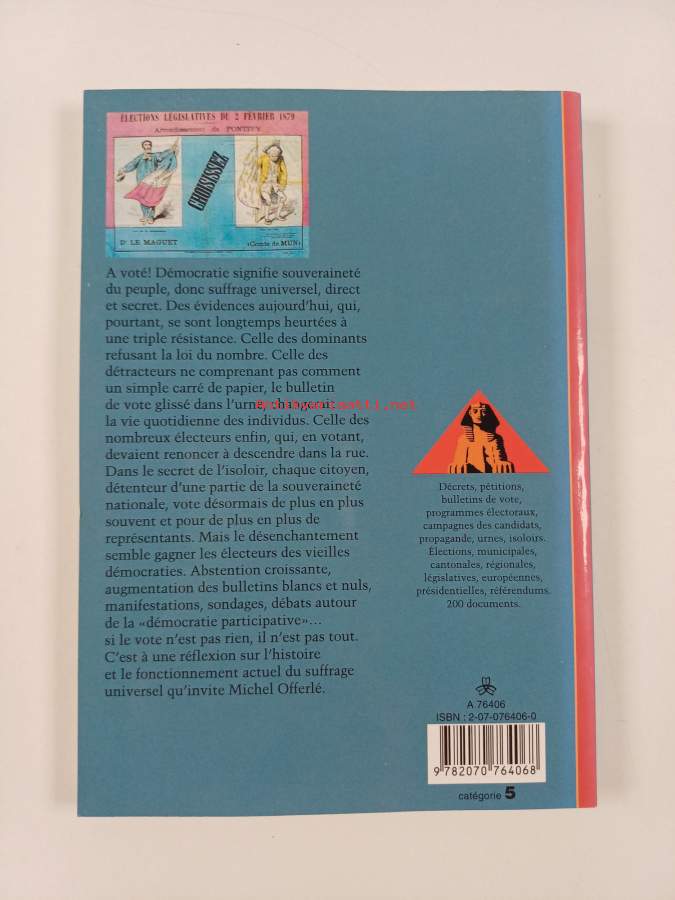 ÉLECTIONS LÉGISLATIVES DU 2 FÉVRIER 1879
Arrondissement de PONTIVY
CHOISISSEZ
Dr LE MAGUET
«Comte de MUN»
A voté! Démocratie signifie souveraineté
du peuple, donc suffrage universel, direct
et secret. Des évidences aujourd'hui, qui,
pourtant, se sont longtemps heurtées à
une triple résistance. Celle des dominants
refusant la loi du nombre. Celle des
détracteurs ne comprenant pas comment
un simple carré de papier, le bulletin
de vote glissé dans l'urne changeait
la vie quotidienne des individus. Celle des
nombreux électeurs enfin, qui, en votant,
devaient renoncer à descendre dans la rue.
Dans le secret de l'isoloir, chaque citoyen,
détenteur d'une partie de la souveraineté
nationale, vote désormais de plus en plus
souvent et pour de plus en plus de
représentants. Mais le désenchantement
semble gagner les électeurs des vieilles
démocraties. Abstention croissante,
augmentation des bulletins blancs et nuls,
manifestations, sondages, débats autour
de la «démocratie participative»...
si le vote n'est pas rien, il n'est pas tout.
C'est à une réflexion sur l'histoire
et le fonctionnement actuel du suffrage
universel qu'invite Michel Offerlé.
Décrets, pétitions,
bulletins de vote,
programmes électoraux,
campagnes des candidats,
propagande, urnes, isoloirs.
Élections, municipales,
cantonales, régionales,
législatives, européennes,
présidentielles, référendums.
200 documents.
A 76406
ISBN : 2-07-076406-0
9 782070 764068
catégorie 5